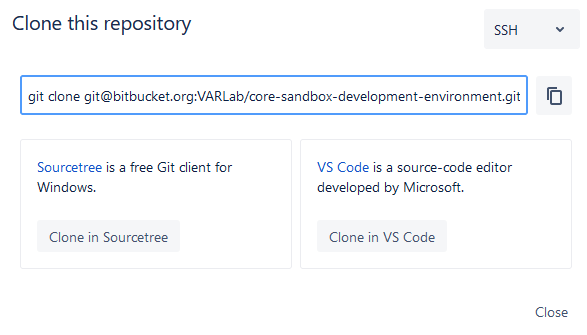 Clone this repository
SSH
git clone git@bitbucket.org:VARLab/core-sandbox-development-environment.git
Sourcetree is a free Git client for
Windows.
Clone in Sourcetree
VS Code is a source-code editor
developed by Microsoft.
Clone in VS Code
Close